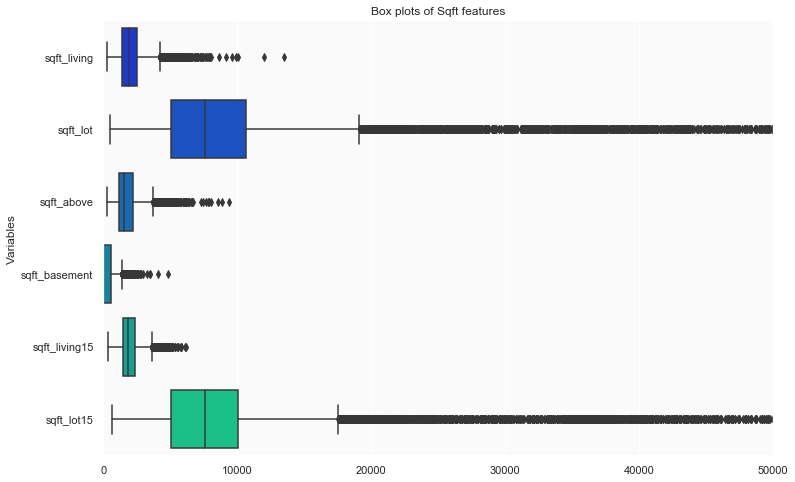 Box plots of Sqft features
sqft_living
sqft_lot
sqft_above
Variables
sqft_basement
sqft_living15
sqft_lot15
0 10000 20000 30000 40000 50000